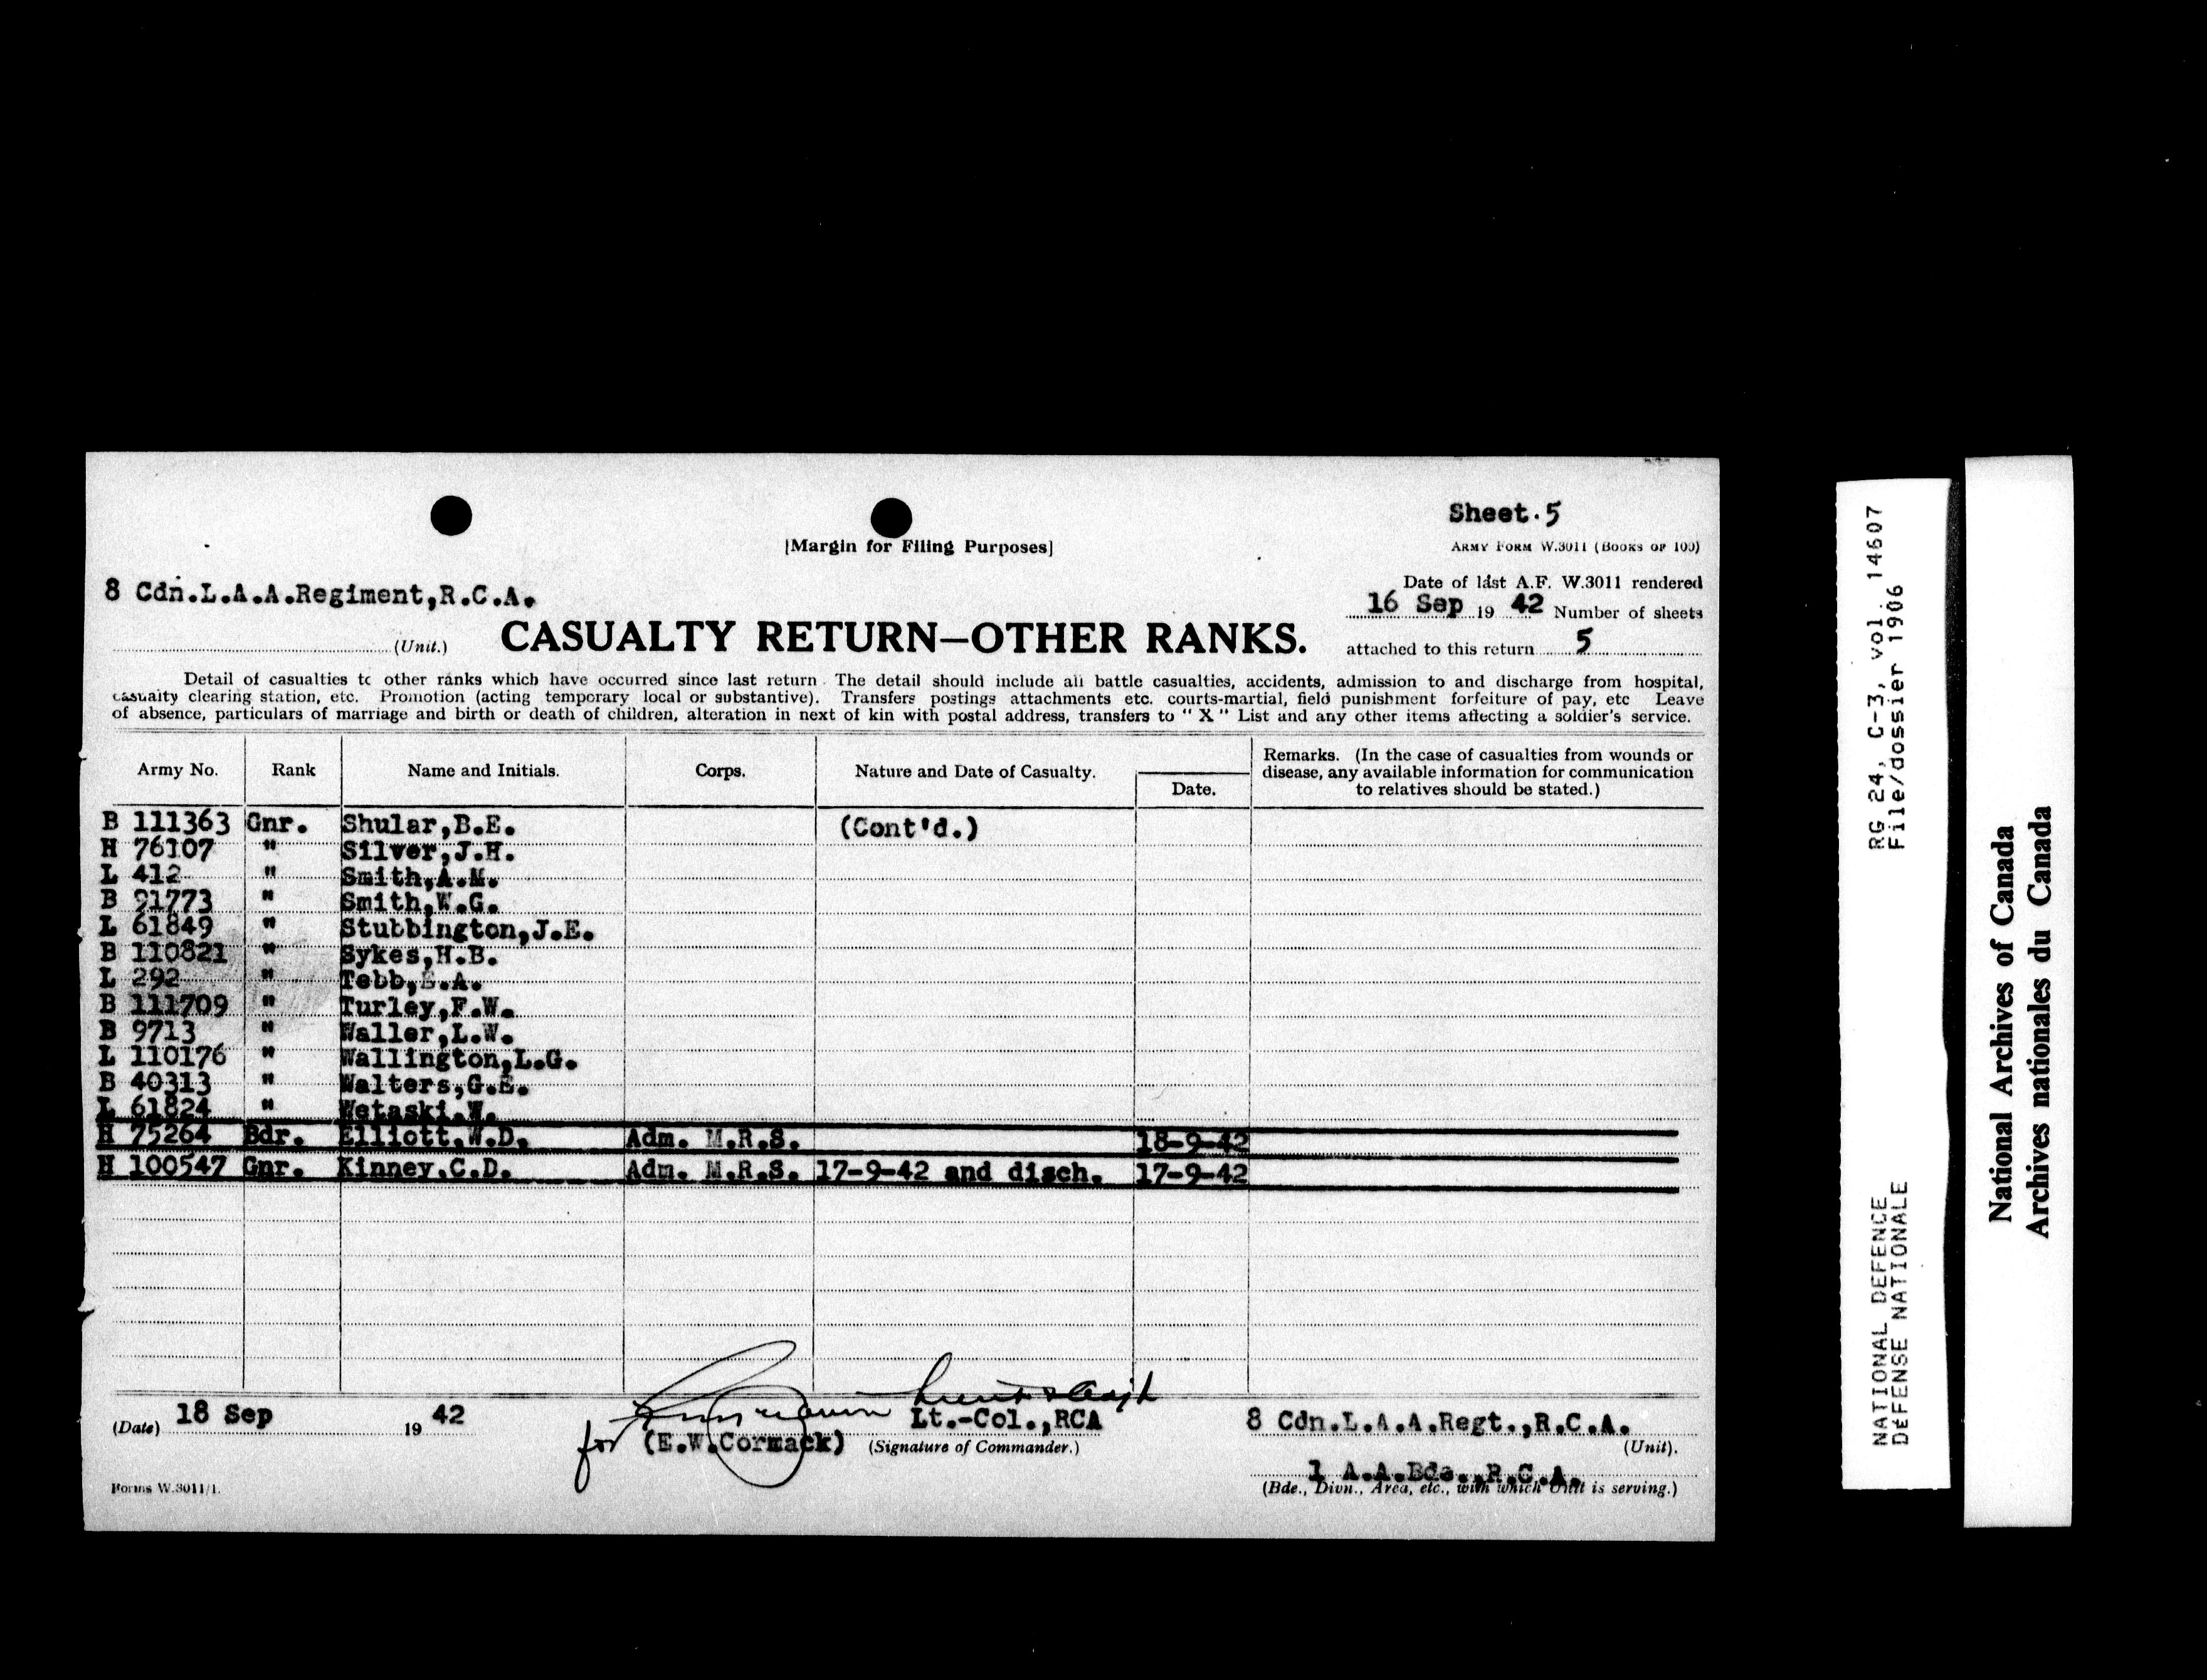 Sheet.5
[Margin for Filing Purposes]
ARMY FORM W.3011 (BOOKS OF 100)
8 Cdn.L.A.A.Regiment,R.C.A.
Date of last A.F. W.3011 rendered
16 Sep 19 42 Number of sheets
(Unit.) CASUALTY RETURN—OTHER RANKS. attached to this return 5
Detail of casualties to other ranks which have occurred since last return. The detail should include all battle casualties, accidents, admission to and discharge from hospital,
casualty clearing station, etc. Promotion (acting temporary local or substantive). Transfers postings attachments etc. courts-martial, field punishment forfeiture of pay, etc Leave
of absence, particulars of marriage and birth or death of children, alteration in next of kin with postal address, transfers to "X" List and any other items affecting a soldier's service.
Army No. Rank Name and Initials. Corps. Nature and Date of Casualty. Date. Remarks. (In the case of casualties from wounds or
disease, any available information for communication
to relatives should be stated.)
B 111363 Gnr. Shular,B.E. (Cont'd.)
H 76107 " Silver,J.H.
L 412 " Smith,A.M.
B 91773 " Smith,W.G.
L 61849 " Stubbington,J.E.
B 110821 " Sykes,H.B.
L 292 " Tebb,E.A.
B 111709 " Turley,F.W.
B 9713 " Waller,L.W.
L 110176 " Wallington,L.G.
B 40313 " Walters,G.E.
L 61824 " Wetaski.W.
H 75264 Bdr. Elliott,W.D. Adm. M.R.S. 18-9-42
H 100547 Gnr. Kinney,C.D. Adm. M.R.S. 17-9-42 and disch. 17-9-42
(Date) 18 Sep 19 42
for
(E.W.Cormack)
Lt.-Col.,RCA
(Signature of Commander.)
8 Cdn.L.A.A.Regt.,R.C.A.
(Unit).
1 A.A.Bde.,R.C.A.
(Bde., Divn., Area, etc., with which Unit is serving.)
Forms W.3011/1.
NATIONAL DEFENCE RG 24, C-3, vol. 14607
DÉFENSE NATIONALE File/dossier 1906
National Archives of Canada
Archives nationales du Canada